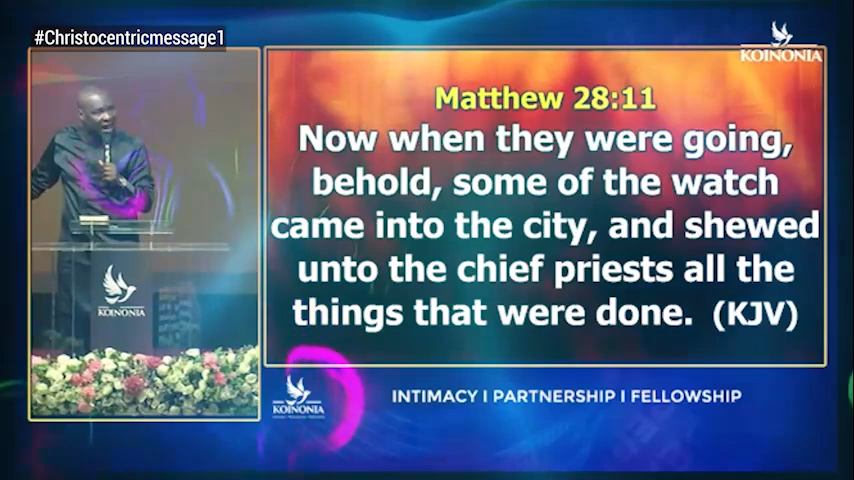 #Christocentricmessage1
KOINONIA
Matthew 28:11
Now when they were going,
behold, some of the watch
came into the city, and shewed
unto the chief priests all the
things that were done. (KJV)
KOINONIA
KOINONIA
INTIMACY I PARTNERSHIP I FELLOWSHIP